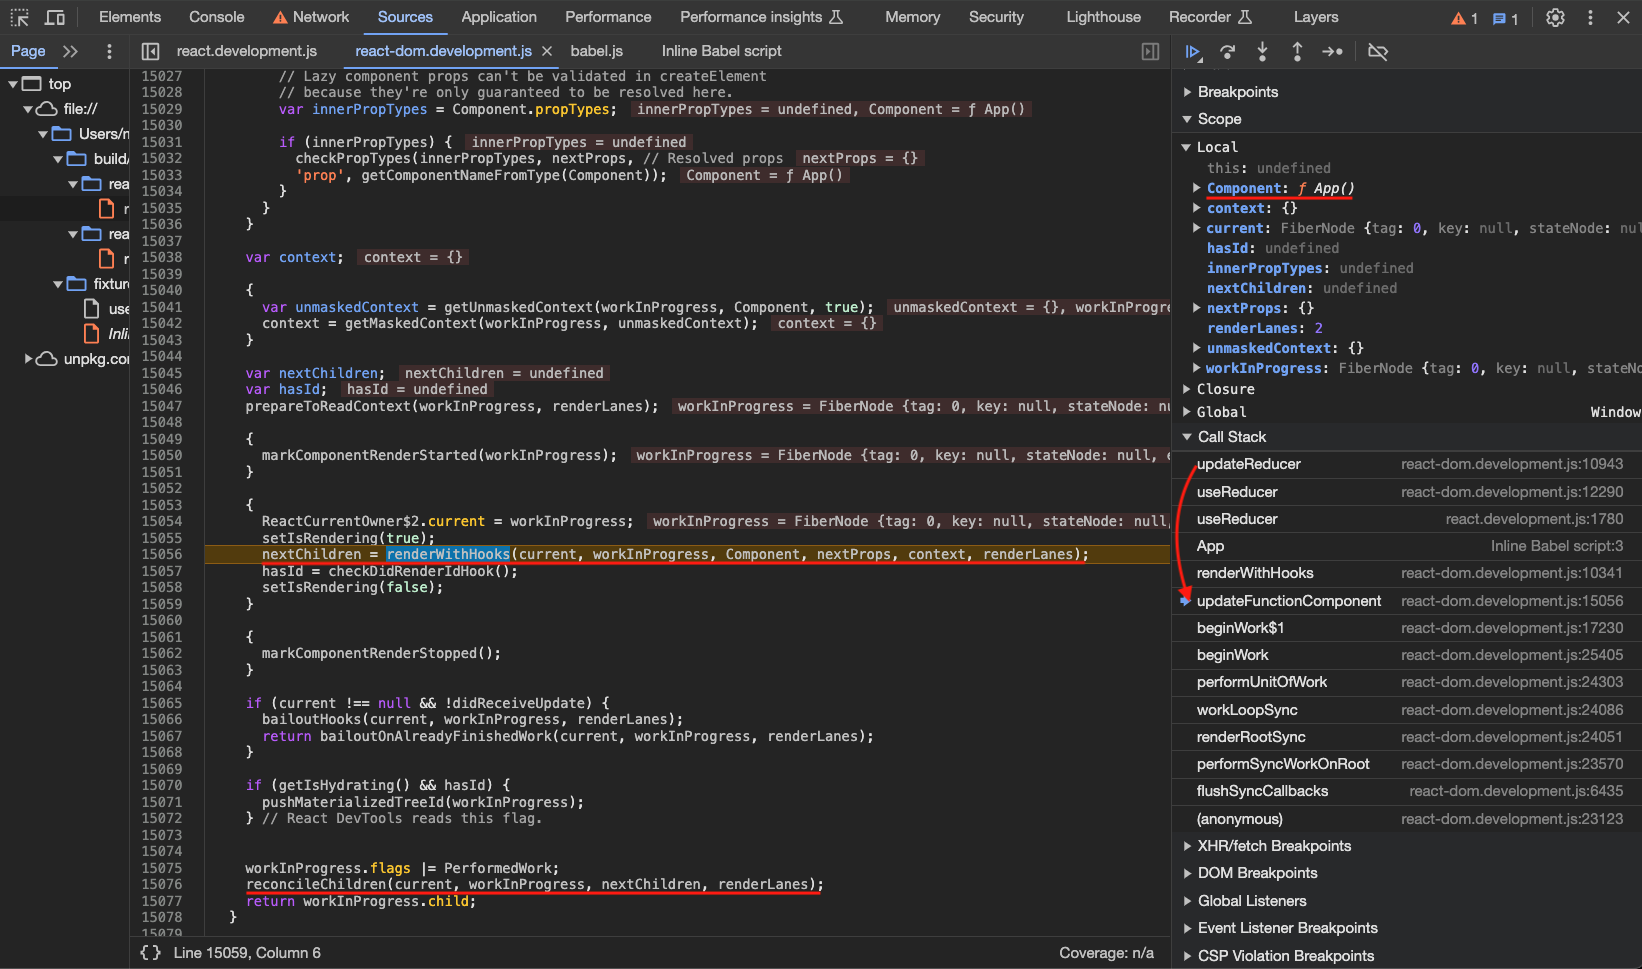 Elements Console Network Sources Application Performance Performance insights Memory Security Lighthouse Recorder Layers 1 1
Page react.development.js react-dom.development.js babel.js Inline Babel script
top
file://
Users/
build/
rea
rea
fixture
use
Inli
unpkg.co
15027 // Lazy component props can't be validated in createElement
15028 // because they're only guaranteed to be resolved here.
15029 var innerPropTypes = Component.propTypes; innerPropTypes = undefined, Component = ƒ App()
15030
15031 if (innerPropTypes) { innerPropTypes = undefined
15032 checkPropTypes(innerPropTypes, nextProps, // Resolved props nextProps = {}
15033 'prop', getComponentNameFromType(Component)); Component = ƒ App()
15034 }
15035 }
15036 }
15037
15038 var context; context = {}
15039
15040 {
15041 var unmaskedContext = getUnmaskedContext(workInProgress, Component, true); unmaskedContext = {}, workInProgre
15042 context = getMaskedContext(workInProgress, unmaskedContext); context = {}
15043 }
15044
15045 var nextChildren; nextChildren = undefined
15046 var hasId; hasId = undefined
15047 prepareToReadContext(workInProgress, renderLanes); workInProgress = FiberNode {tag: 0, key: null, stateNode: nu
15048
15049 {
15050 markComponentRenderStarted(workInProgress); workInProgress = FiberNode {tag: 0, key: null, stateNode: null, e
15051 }
15052
15053 {
15054 ReactCurrentOwner$2.current = workInProgress; workInProgress = FiberNode {tag: 0, key: null, stateNode: null,
15055 setIsRendering(true);
15056 nextChildren = renderWithHooks(current, workInProgress, Component, nextProps, context, renderLanes);
15057 hasId = checkDidRenderIdHook();
15058 setIsRendering(false);
15059 }
15060
15061 {
15062 markComponentRenderStopped();
15063 }
15064
15065 if (current !== null && !didReceiveUpdate) {
15066 bailoutHooks(current, workInProgress, renderLanes);
15067 return bailoutOnAlreadyFinishedWork(current, workInProgress, renderLanes);
15068 }
15069
15070 if (getIsHydrating() && hasId) {
15071 pushMaterializedTreeId(workInProgress);
15072 } // React DevTools reads this flag.
15073
15074
15075 workInProgress.flags |= PerformedWork;
15076 reconcileChildren(current, workInProgress, nextChildren, renderLanes);
15077 return workInProgress.child;
15078 }
15079
{} Line 15059, Column 6 Coverage: n/a
Breakpoints
Scope
Local
this: undefined
Component: ƒ App()
context: {}
current: FiberNode {tag: 0, key: null, stateNode: nul
hasId: undefined
innerPropTypes: undefined
nextChildren: undefined
nextProps: {}
renderLanes: 2
unmaskedContext: {}
workInProgress: FiberNode {tag: 0, key: null, stateNo
Closure
Global Window
Call Stack
updateReducer react-dom.development.js:10943
useReducer react-dom.development.js:12290
useReducer react.development.js:1780
App Inline Babel script:3
renderWithHooks react-dom.development.js:10341
updateFunctionComponent react-dom.development.js:15056
beginWork$1 react-dom.development.js:17230
beginWork react-dom.development.js:25405
performUnitOfWork react-dom.development.js:24303
workLoopSync react-dom.development.js:24086
renderRootSync react-dom.development.js:24051
performSyncWorkOnRoot react-dom.development.js:23570
flushSyncCallbacks react-dom.development.js:6435
(anonymous) react-dom.development.js:23123
XHR/fetch Breakpoints
DOM Breakpoints
Global Listeners
Event Listener Breakpoints
CSP Violation Breakpoints